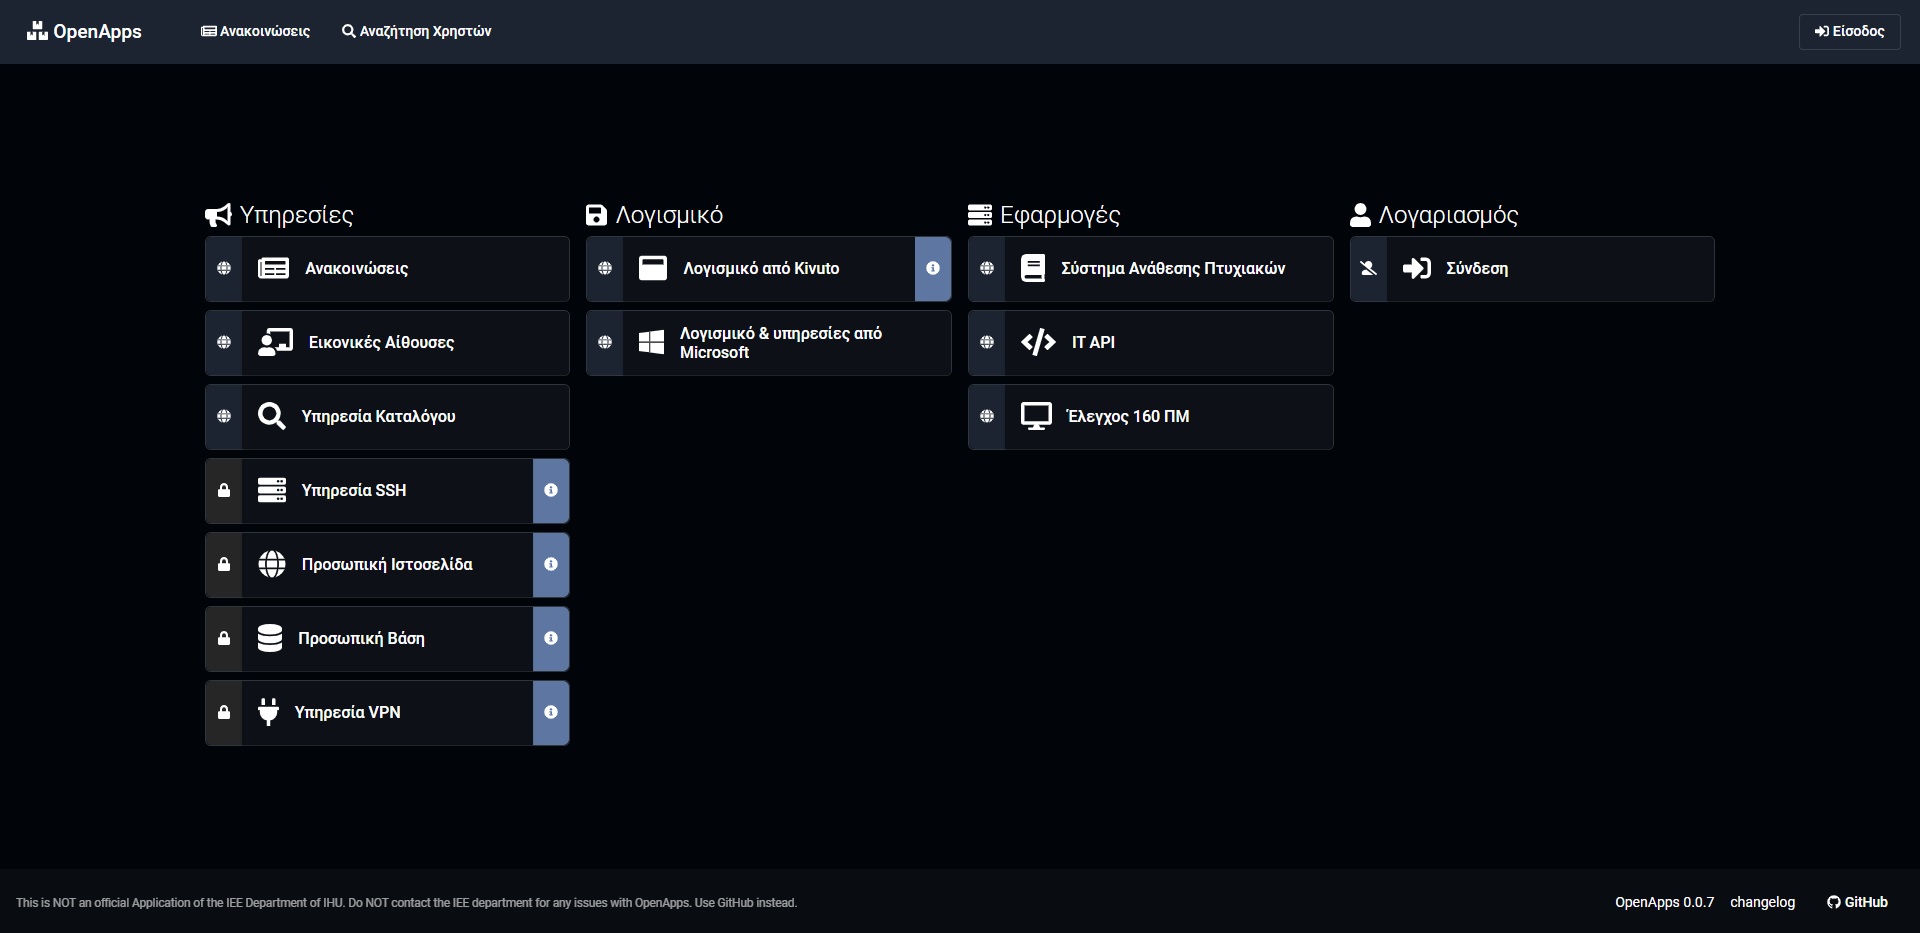 OpenApps
Ανακοινώσεις
Αναζήτηση Χρηστών
Είσοδος
Υπηρεσίες
Ανακοινώσεις
Εικονικές Αίθουσες
Υπηρεσία Καταλόγου
Υπηρεσία SSH
Προσωπική Ιστοσελίδα
Προσωπική Βάση
Υπηρεσία VPN
Λογισμικό
Λογισμικό από Kivuto
Λογισμικό & υπηρεσίες από
Microsoft
Εφαρμογές
Σύστημα Ανάθεσης Πτυχιακών
IT API
Έλεγχος 160 ΠΜ
Λογαριασμός
Σύνδεση
This is NOT an official Application of the IEE Department of IHU. Do NOT contact the IEE department for any issues with OpenApps. Use GitHub instead.
OpenApps 0.0.7
changelog
GitHub